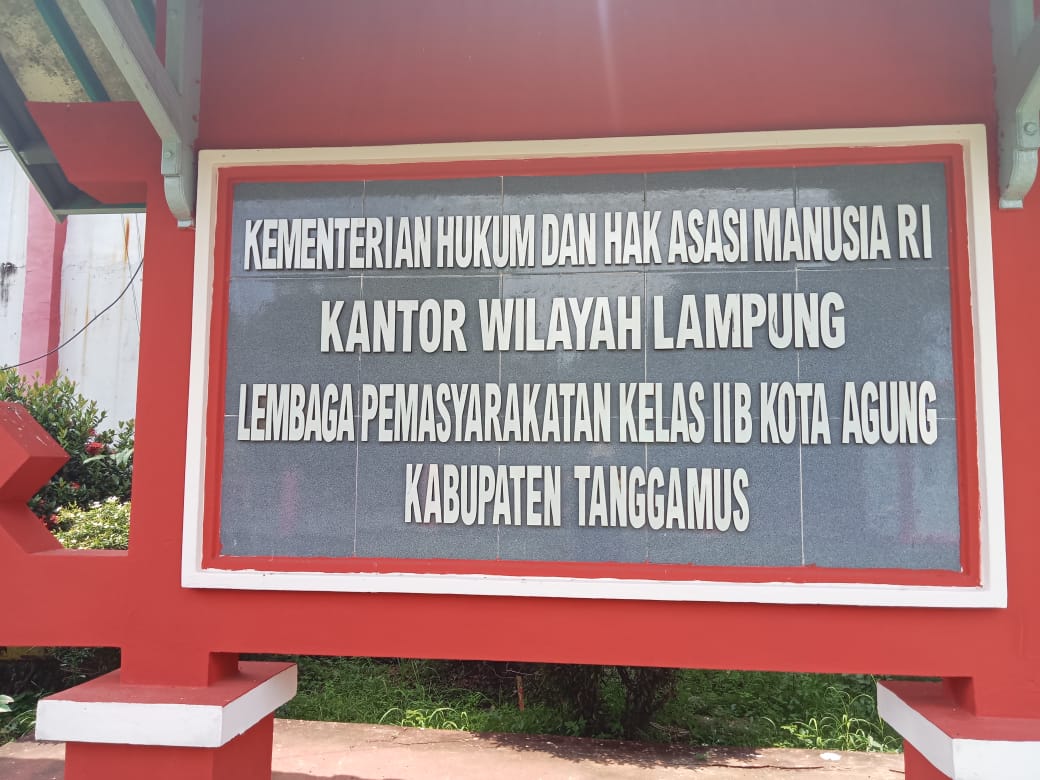 KEMENTERIAN HUKUM DAN HAK ASASI MANUSIA RI
KANTOR WILAYAH LAMPUNG
LEMBAGA PEMASYARAKATAN KELAS IIB KOTA AGUNG
KABUPATEN TANGGAMUS